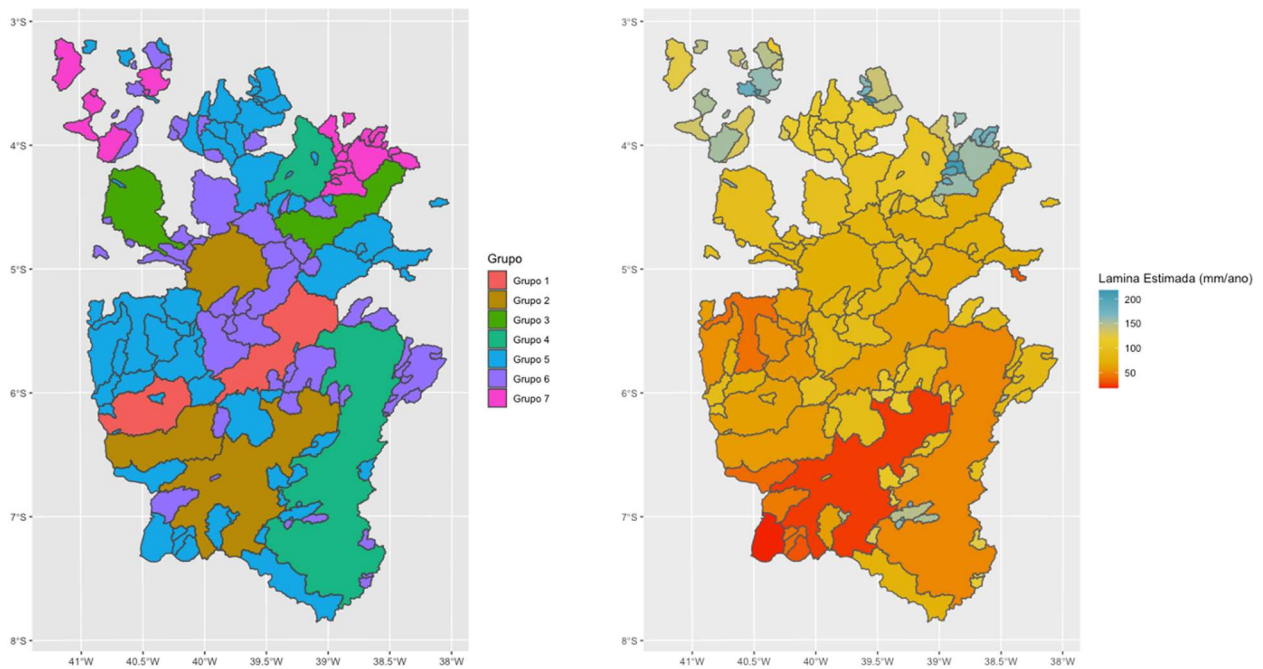 3°S
4°S
5°S
6°S
7°S
8°S
41°W
40.5°W
40°W
39.5°W
39°W
38.5°W
38°W
Grupo
Grupo 1
Grupo 2
Grupo 3
Grupo 4
Grupo 5
Grupo 6
Grupo 7
3°S
4°S
5°S
6°S
7°S
8°S
41°W
40.5°W
40°W
39.5°W
39°W
38.5°W
38°W
Lamina Estimada (mm/ano)
200
150
100
50